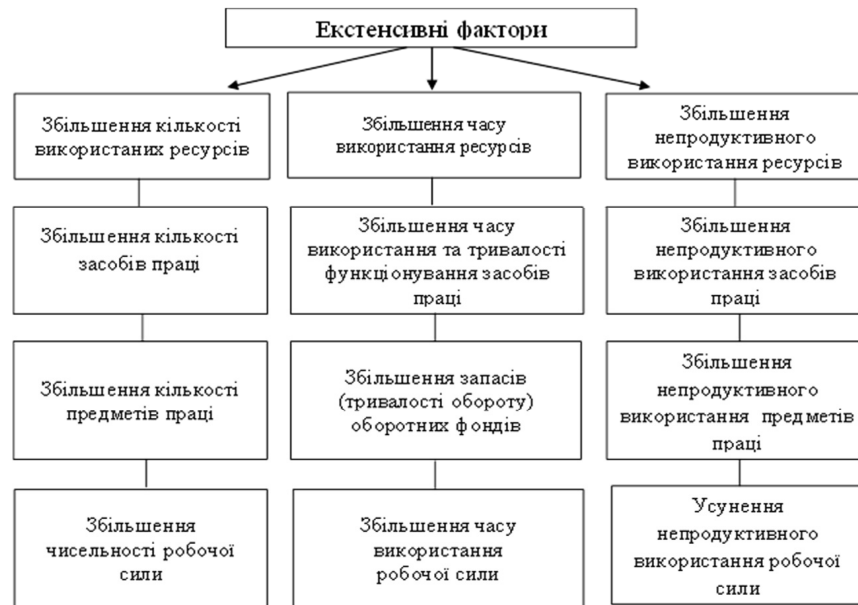 Екстенсивні фактори
Збільшення кількості
використаних ресурсів
Збільшення часу
використання ресурсів
Збільшення
непродуктивного
використання ресурсів
Збільшення кількості
засобів праці
Збільшення часу
використання та тривалості
функціонування засобів
праці
Збільшення
непродуктивного
використання засобів
праці
Збільшення кількості
предметів праці
Збільшення запасів
(тривалості обороту)
оборотних фондів
Збільшення
непродуктивного
використання предметів
праці
Збільшення
чисельності робочої
сили
Збільшення часу
використання
робочої сили
Усунення
непродуктивного
використання робочої
сили